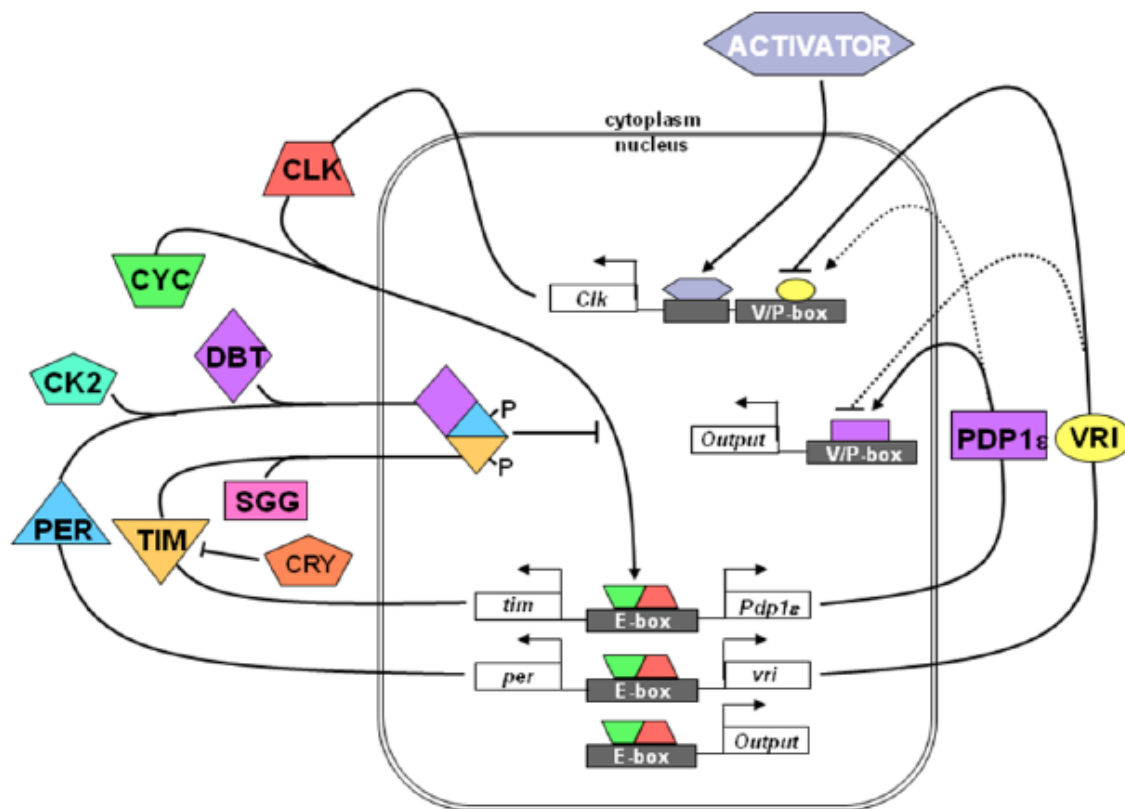 ACTIVATOR
cytoplasm
nucleus
CLK
CYC
Clk
V/P-box
DBT
CK2
P
Output
V/P-box
PDP1ε
VRI
P
SGG
PER
TIM
CRY
tim
E-box
Pdp1ε
per
E-box
vri
E-box
Output